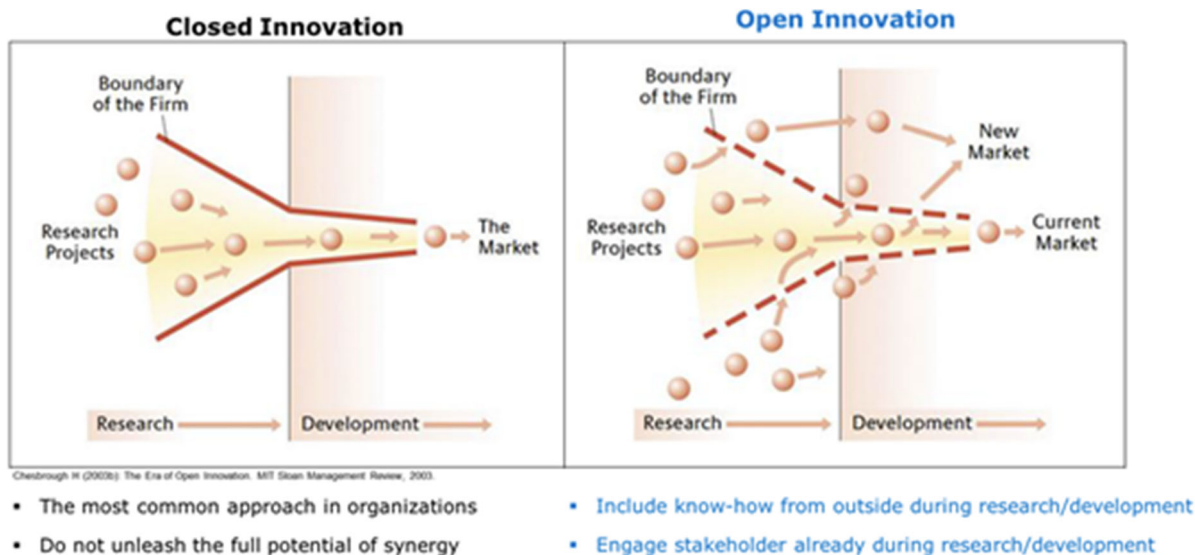 Closed Innovation
Boundary
of the Firm
Research
Projects
The
Market
Research
Development
Open Innovation
Boundary
of the Firm
Research
Projects
New
Market
Current
Market
Research
Development
Chesbrough H (2003b): The Era of Open Innovation. MIT Sloan Management Review, 2003.
▪ The most common approach in organizations
▪ Do not unleash the full potential of synergy
▪ Include know-how from outside during research/development
▪ Engage stakeholder already during research/development